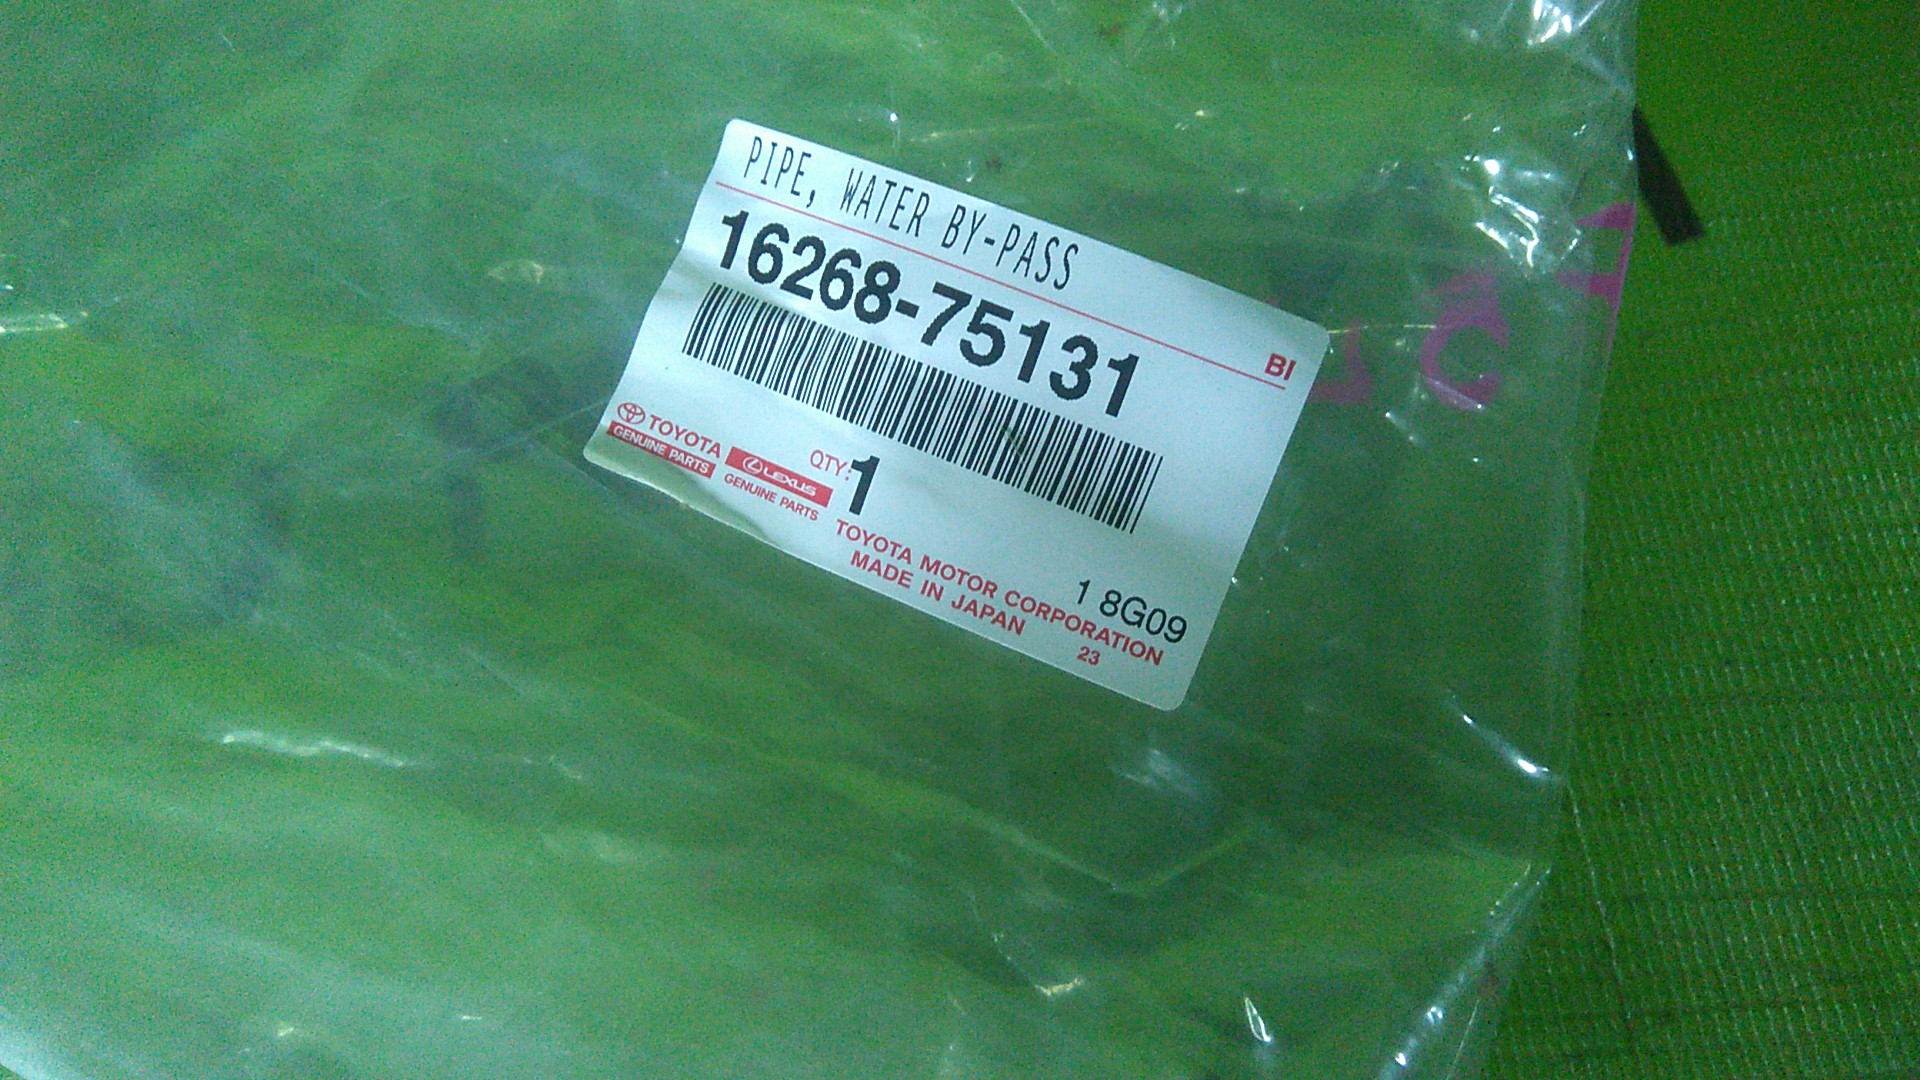 PIPE, WATER BY-PASS
BI
16268-75131
TOYOTA
GENUINE PARTS
LEXUS
GENUINE PARTS
QTY:1
1 8G09
TOYOTA MOTOR CORPORATION
MADE IN JAPAN
23